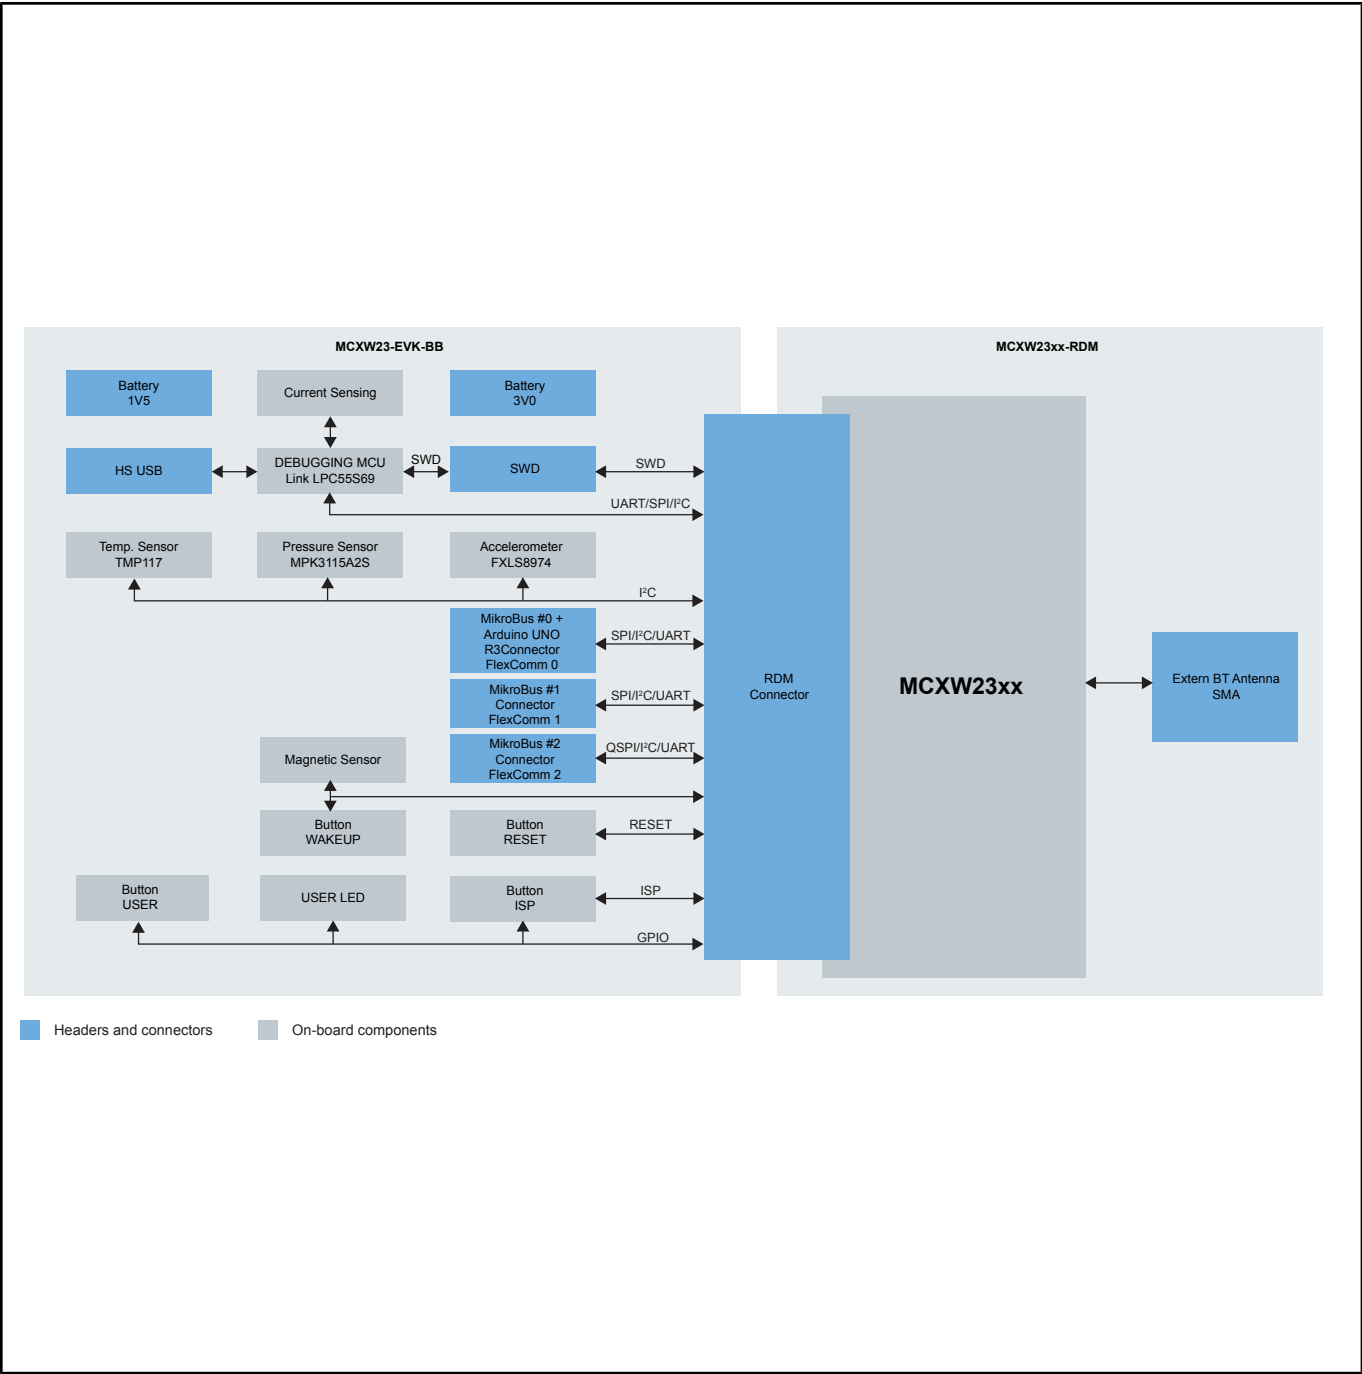 MCXW23-EVK-BB
MCXW23xx-RDM
Battery
1V5
Current Sensing
Battery
3V0
HS USB
DEBUGGING MCU
Link LPC55S69
SWD
SWD
SWD
UART/SPI/I²C
Temp. Sensor
TMP117
Pressure Sensor
MPK3115A2S
Accelerometer
FXLS8974
I²C
MikroBus #0 +
Arduino UNO
R3Connector
FlexComm 0
SPI/I²C/UART
MikroBus #1
Connector
FlexComm 1
SPI/I²C/UART
MikroBus #2
Connector
FlexComm 2
QSPI/I²C/UART
RDM
Connector
MCXW23xx
Extern BT Antenna
SMA
Magnetic Sensor
Button
WAKEUP
Button
RESET
RESET
Button
USER
USER LED
Button
ISP
ISP
GPIO
Headers and connectors
On-board components